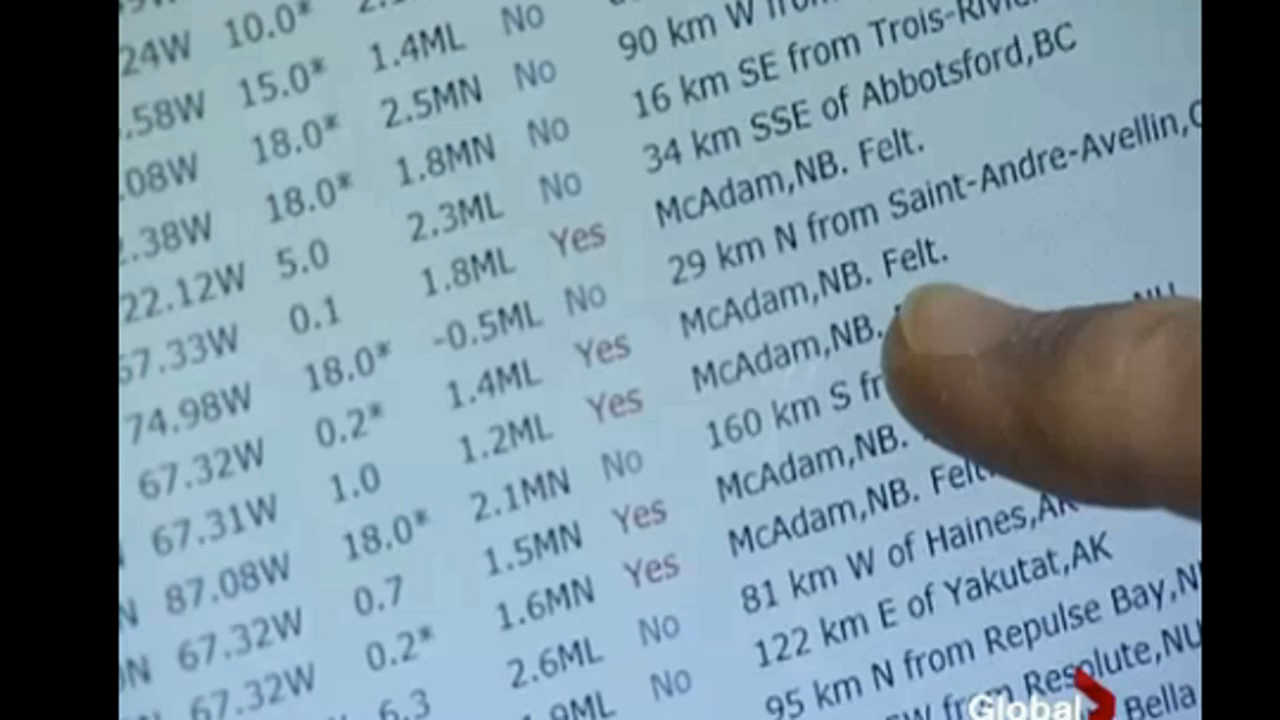 24W 10.0*
.58W 15.0* 1.4ML No
.08W 18.0* 2.5MN No 90 km W from
.38W 18.0* 1.8MN No 16 km SE from Trois-Rivi
22.12W 5.0 2.3ML No 34 km SSE of Abbotsford,BC
67.33W 0.1 1.8ML Yes McAdam,NB. Felt.
74.98W 18.0* -0.5ML No 29 km N from Saint-Andre-Avellin,
67.32W 0.2* 1.4ML Yes McAdam,NB. Felt.
67.31W 1.0 1.2ML Yes McAdam,NB.
87.08W 18.0* 2.1MN No 160 km S fr NU
67.32W 0.7 1.5MN Yes McAdam,NB.
67.32W 0.2* 1.6MN Yes McAdam,NB. Felt.
6.3 2.6ML No 81 km W of Haines,AK
No 122 km E of Yakutat,AK
95 km N from Repulse Bay,N
from Resolute,NU
Bella
Global